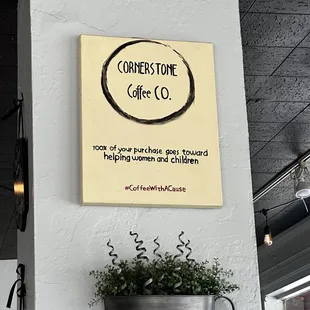 CORNERSTONE
Coffee CO.
100% of your purchase goes toward
helping women and children
#CoffeeWithACause